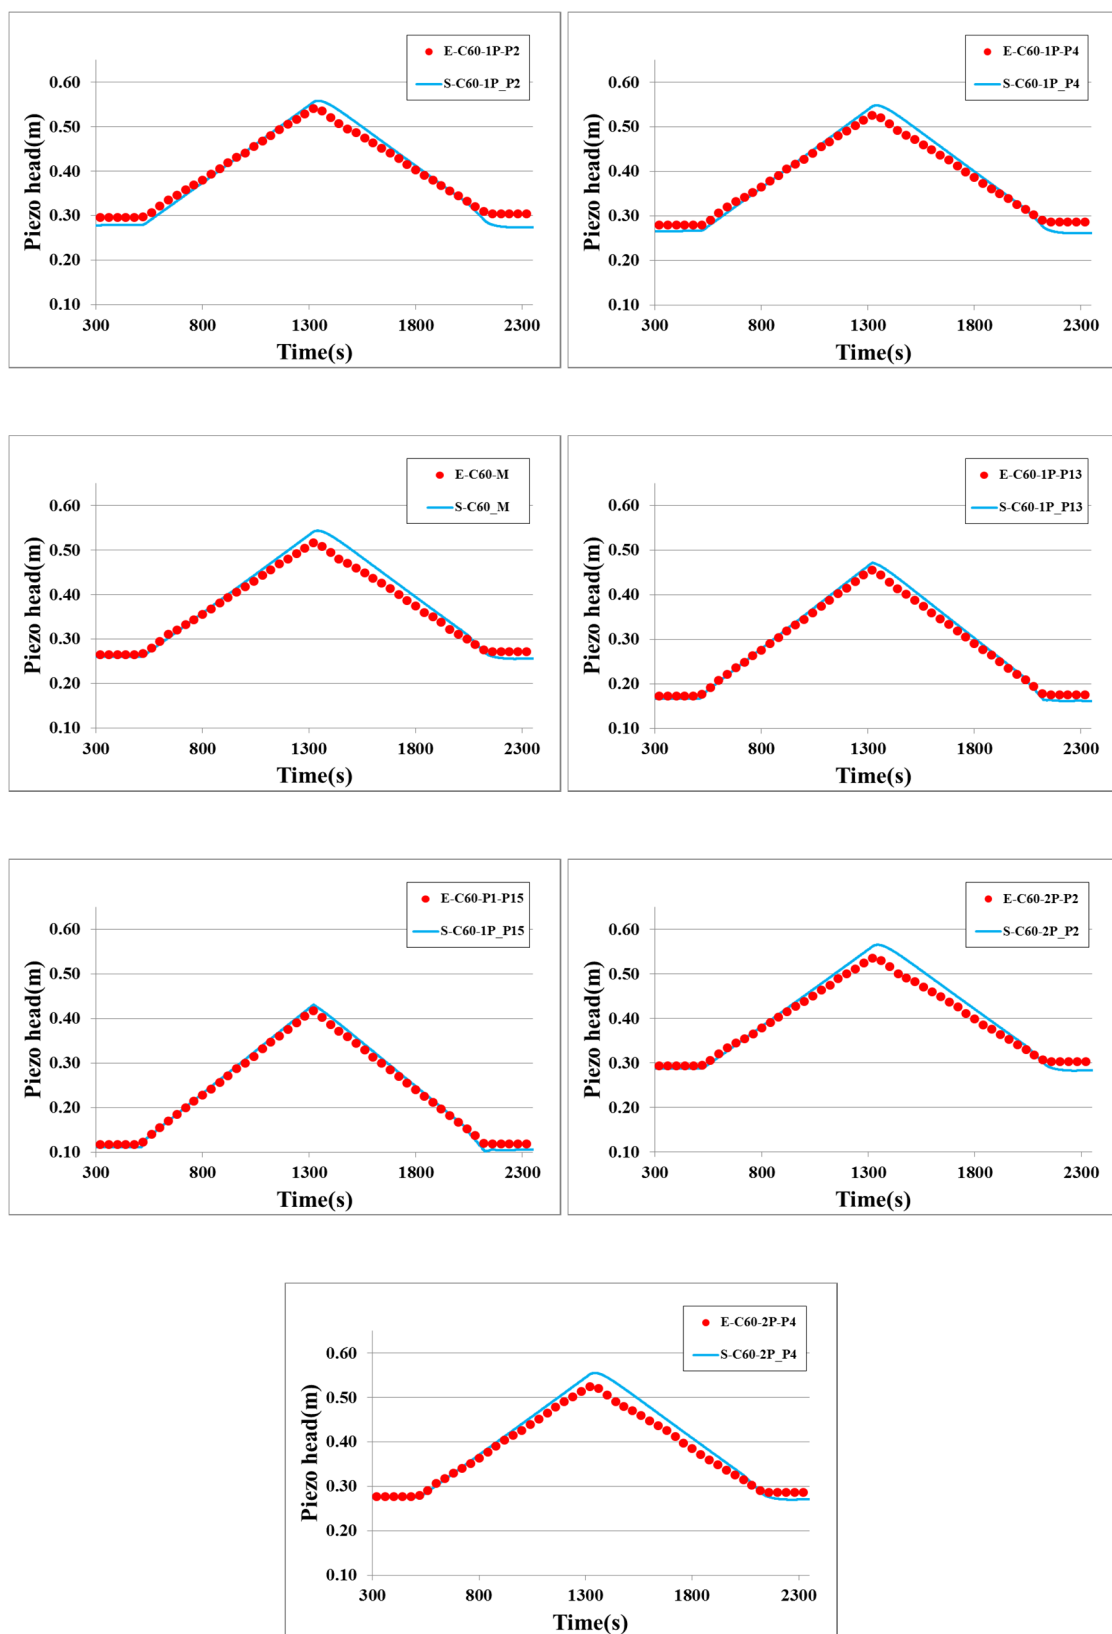 E-C60-1P-P2
S-C60-1P_P2
0.60
0.50
0.40
0.30
0.20
0.10
Piezo head(m)
300 800 1300 1800 2300
Time(s)
E-C60-1P-P4
S-C60-1P_P4
0.60
0.50
0.40
0.30
0.20
0.10
Piezo head(m)
300 800 1300 1800 2300
Time(s)
E-C60-M
S-C60_M
0.60
0.50
0.40
0.30
0.20
0.10
Piezo head(m)
300 800 1300 1800 2300
Time(s)
E-C60-1P-P13
S-C60-1P_P13
0.60
0.50
0.40
0.30
0.20
0.10
Piezo head(m)
300 800 1300 1800 2300
Time(s)
E-C60-P1-P15
S-C60-1P_P15
0.60
0.50
0.40
0.30
0.20
0.10
Piezo head(m)
300 800 1300 1800 2300
Time(s)
E-C60-2P-P2
S-C60-2P_P2
0.60
0.50
0.40
0.30
0.20
0.10
Piezo head(m)
300 800 1300 1800 2300
Time(s)
E-C60-2P-P4
S-C60-2P_P4
0.60
0.50
0.40
0.30
0.20
0.10
Piezo head(m)
300 800 1300 1800 2300
Time(s)